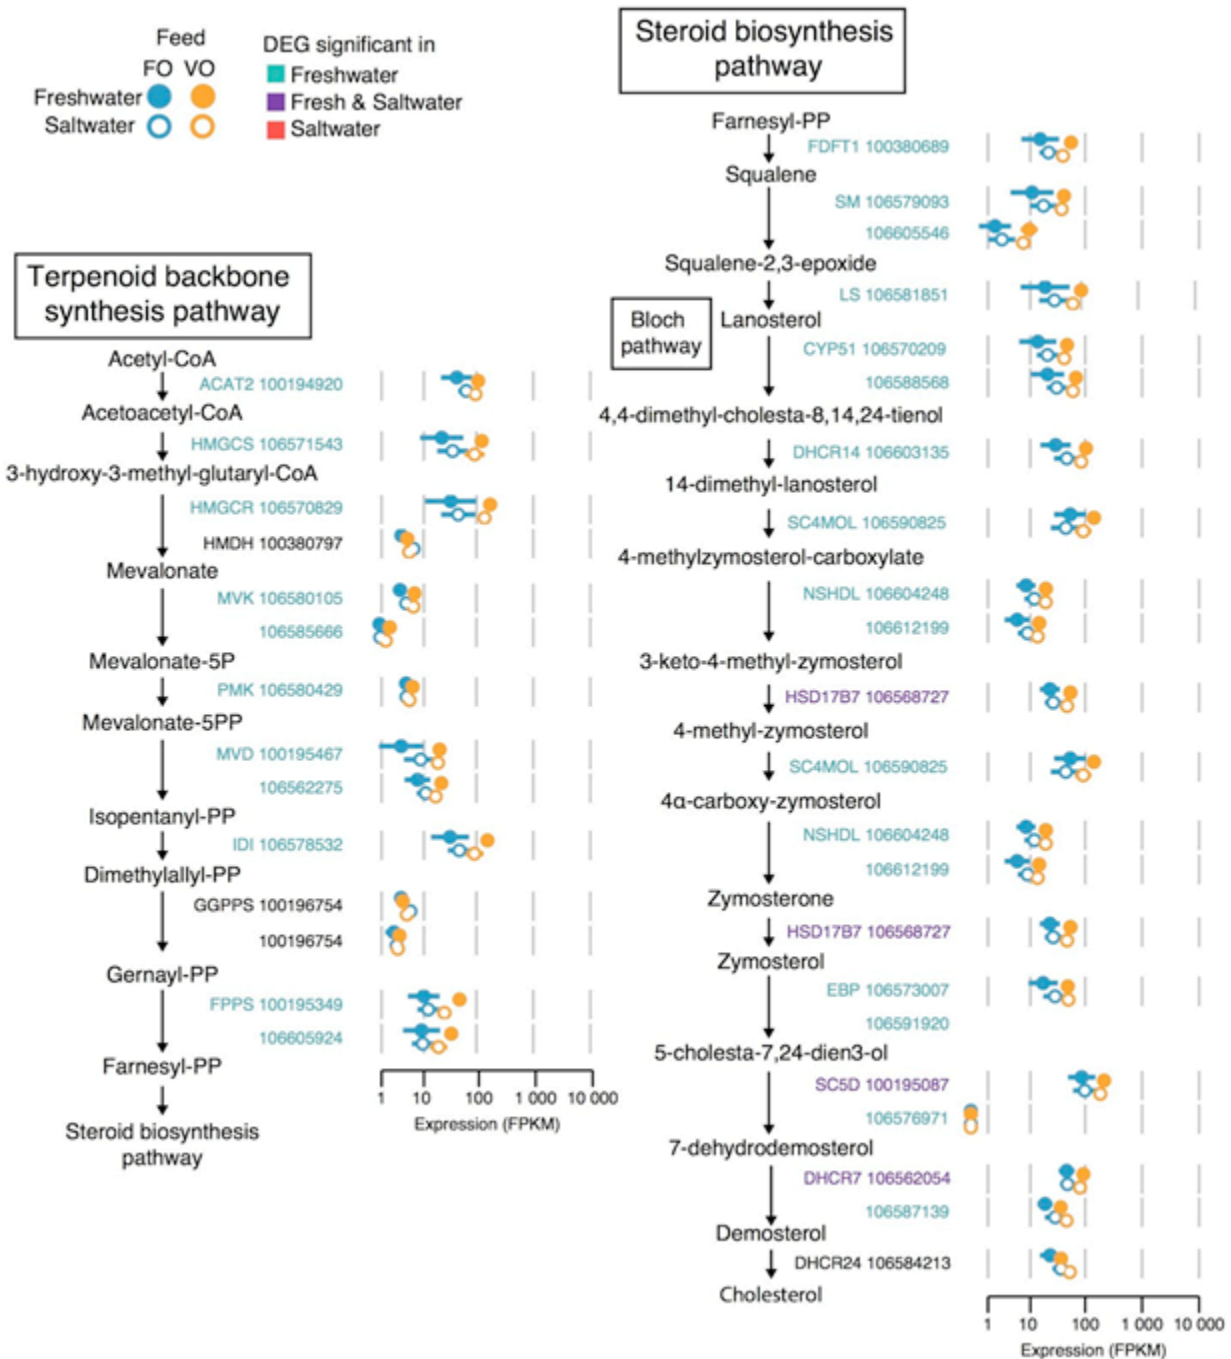 Feed
FO VO
Freshwater
Saltwater
DEG significant in
Freshwater
Fresh & Saltwater
Saltwater
Terpenoid backbone
synthesis pathway
Acetyl-CoA
ACAT2 100194920
Acetoacetyl-CoA
HMGCS 106571543
3-hydroxy-3-methyl-glutaryl-CoA
HMGCR 106570829
HMDH 100380797
Mevalonate
MVK 106580105
106585666
Mevalonate-5P
PMK 106580429
Mevalonate-5PP
MVD 100195467
106562275
Isopentanyl-PP
IDI 106578532
Dimethylallyl-PP
GGPPS 100196754
100196754
Gernayl-PP
FPPS 100195349
106605924
Farnesyl-PP
Steroid biosynthesis
pathway
1 10 100 1 000 10 000
Expression (FPKM)
Steroid biosynthesis
pathway
Farnesyl-PP
FDFT1 100380689
Squalene
SM 106579093
106605546
Squalene-2,3-epoxide
LS 106581851
Bloch
pathway
Lanosterol
CYP51 106570209
106588568
4,4-dimethyl-cholesta-8,14,24-tienol
DHCR14 106603135
14-dimethyl-lanosterol
SC4MOL 106590825
4-methylzymosterol-carboxylate
NSHDL 106604248
106612199
3-keto-4-methyl-zymosterol
HSD17B7 106568727
4-methyl-zymosterol
SC4MOL 106590825
4α-carboxy-zymosterol
NSHDL 106604248
106612199
Zymosterone
HSD17B7 106568727
Zymosterol
EBP 106573007
106591920
5-cholesta-7,24-dien3-ol
SC5D 100195087
106576971
7-dehydrodemosterol
DHCR7 106562054
106587139
Demosterol
DHCR24 106584213
Cholesterol
1 10 100 1 000 10 000
Expression (FPKM)